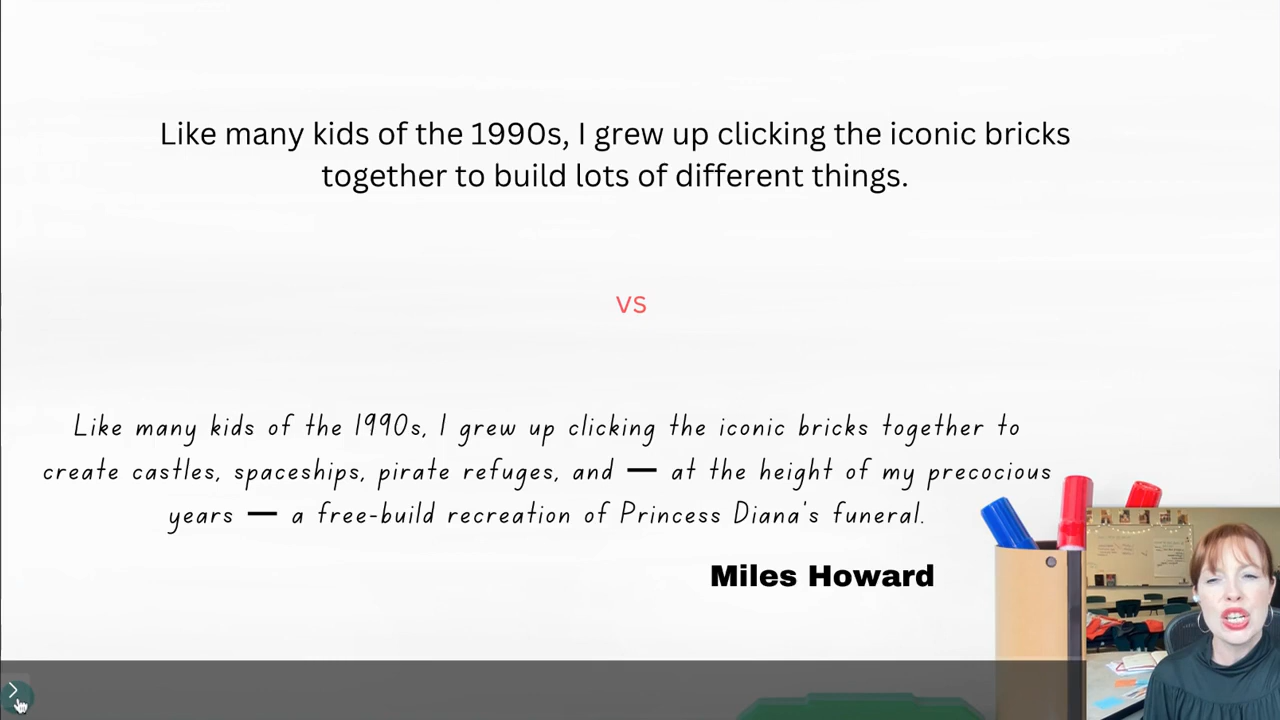 Like many kids of the 1990s, I grew up clicking the iconic bricks
together to build lots of different things.
vs
Like many kids of the 1990s, I grew up clicking the iconic bricks together to
create castles, spaceships, pirate refuges, and — at the height of my precocious
years — a free-build recreation of Princess Diana's funeral.
Miles Howard